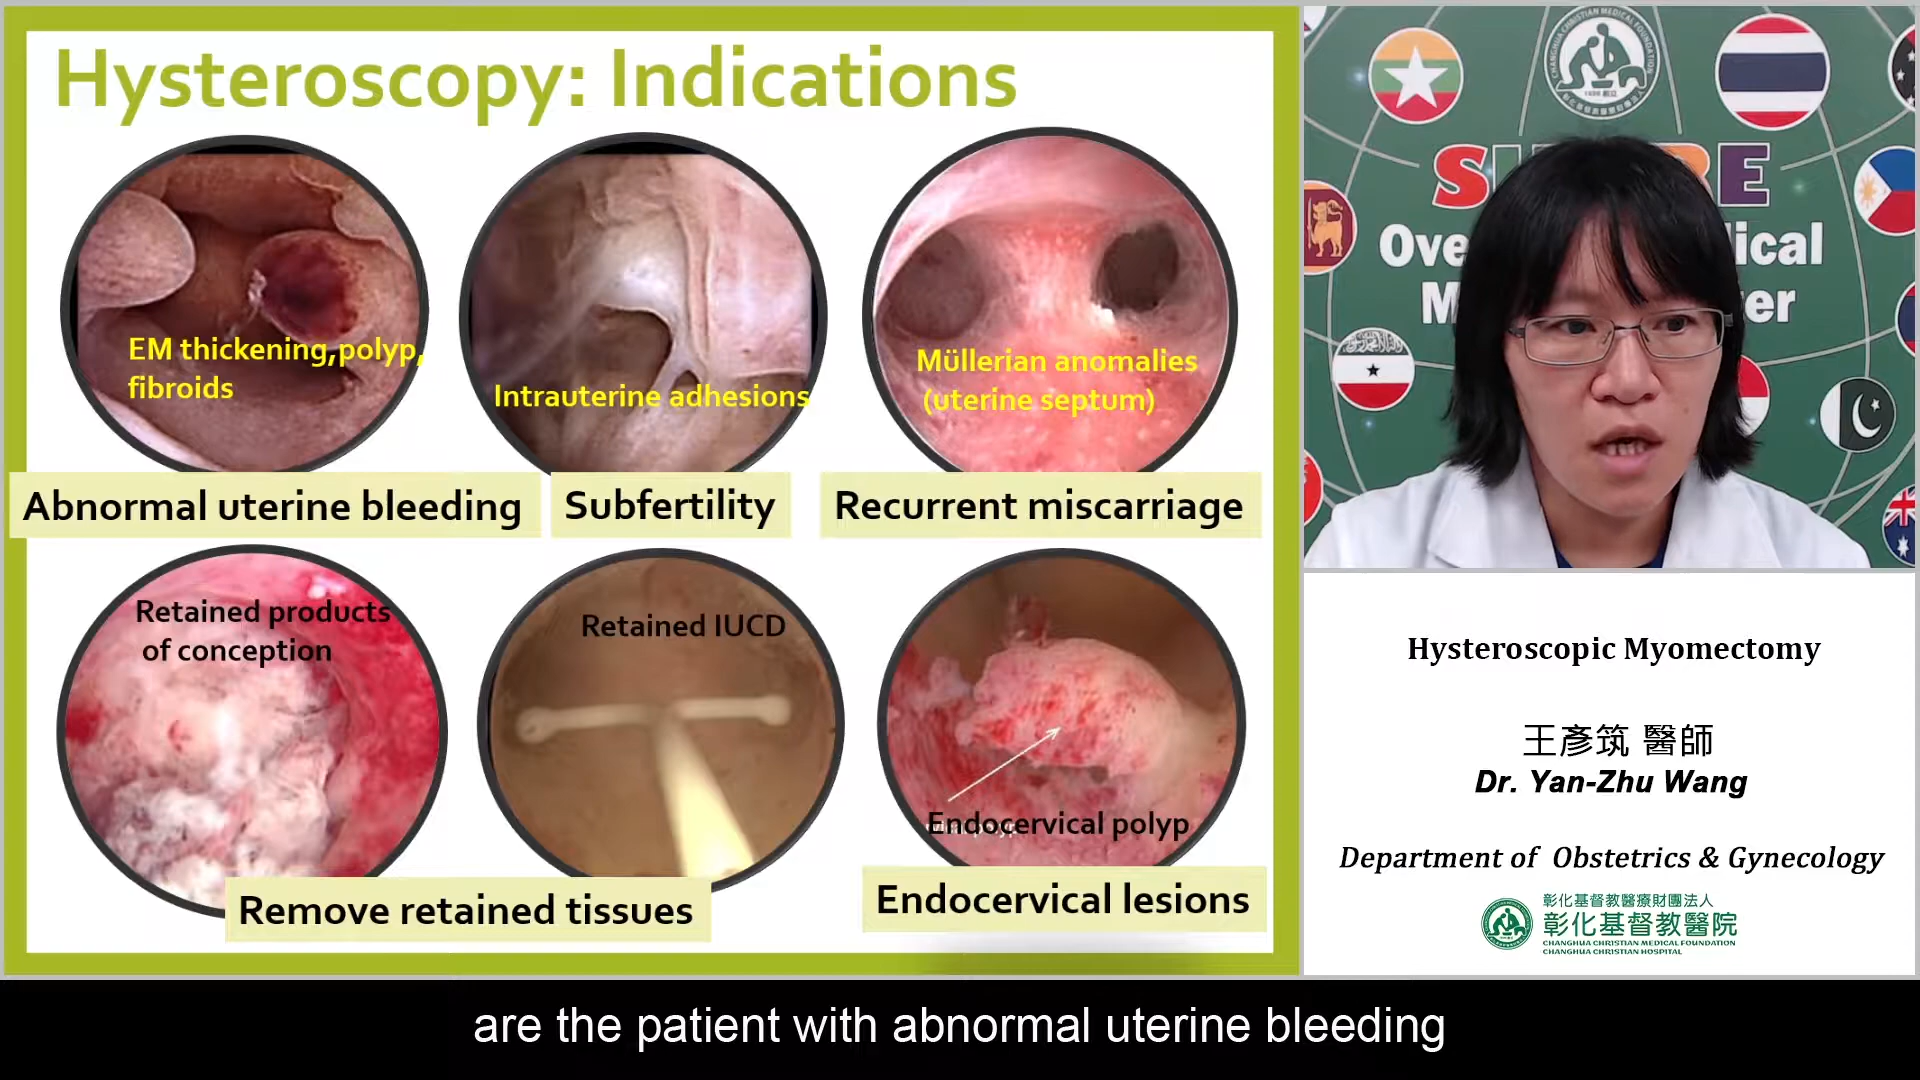 Hysteroscopy: Indications
EM thickening,polyp,
fibroids
Intrauterine adhesions
Müllerian anomalies
(uterine septum)
Abnormal uterine bleeding
Subfertility
Recurrent miscarriage
Retained products
of conception
Retained IUCD
Endocervical polyp
Remove retained tissues
Endocervical lesions
CHANGHUA CHRISTIAN MEDICAL FOUNDATION
Hysteroscopic Myomectomy
王彥筑 醫師
Dr. Yan-Zhu Wang
Department of Obstetrics & Gynecology
彰化基督教醫療財團法人
彰化基督教醫院
CHANGHUA CHRISTIAN MEDICAL FOUNDATION
CHANGHUA CHRISTIAN HOSPITAL
are the patient with abnormal uterine bleeding